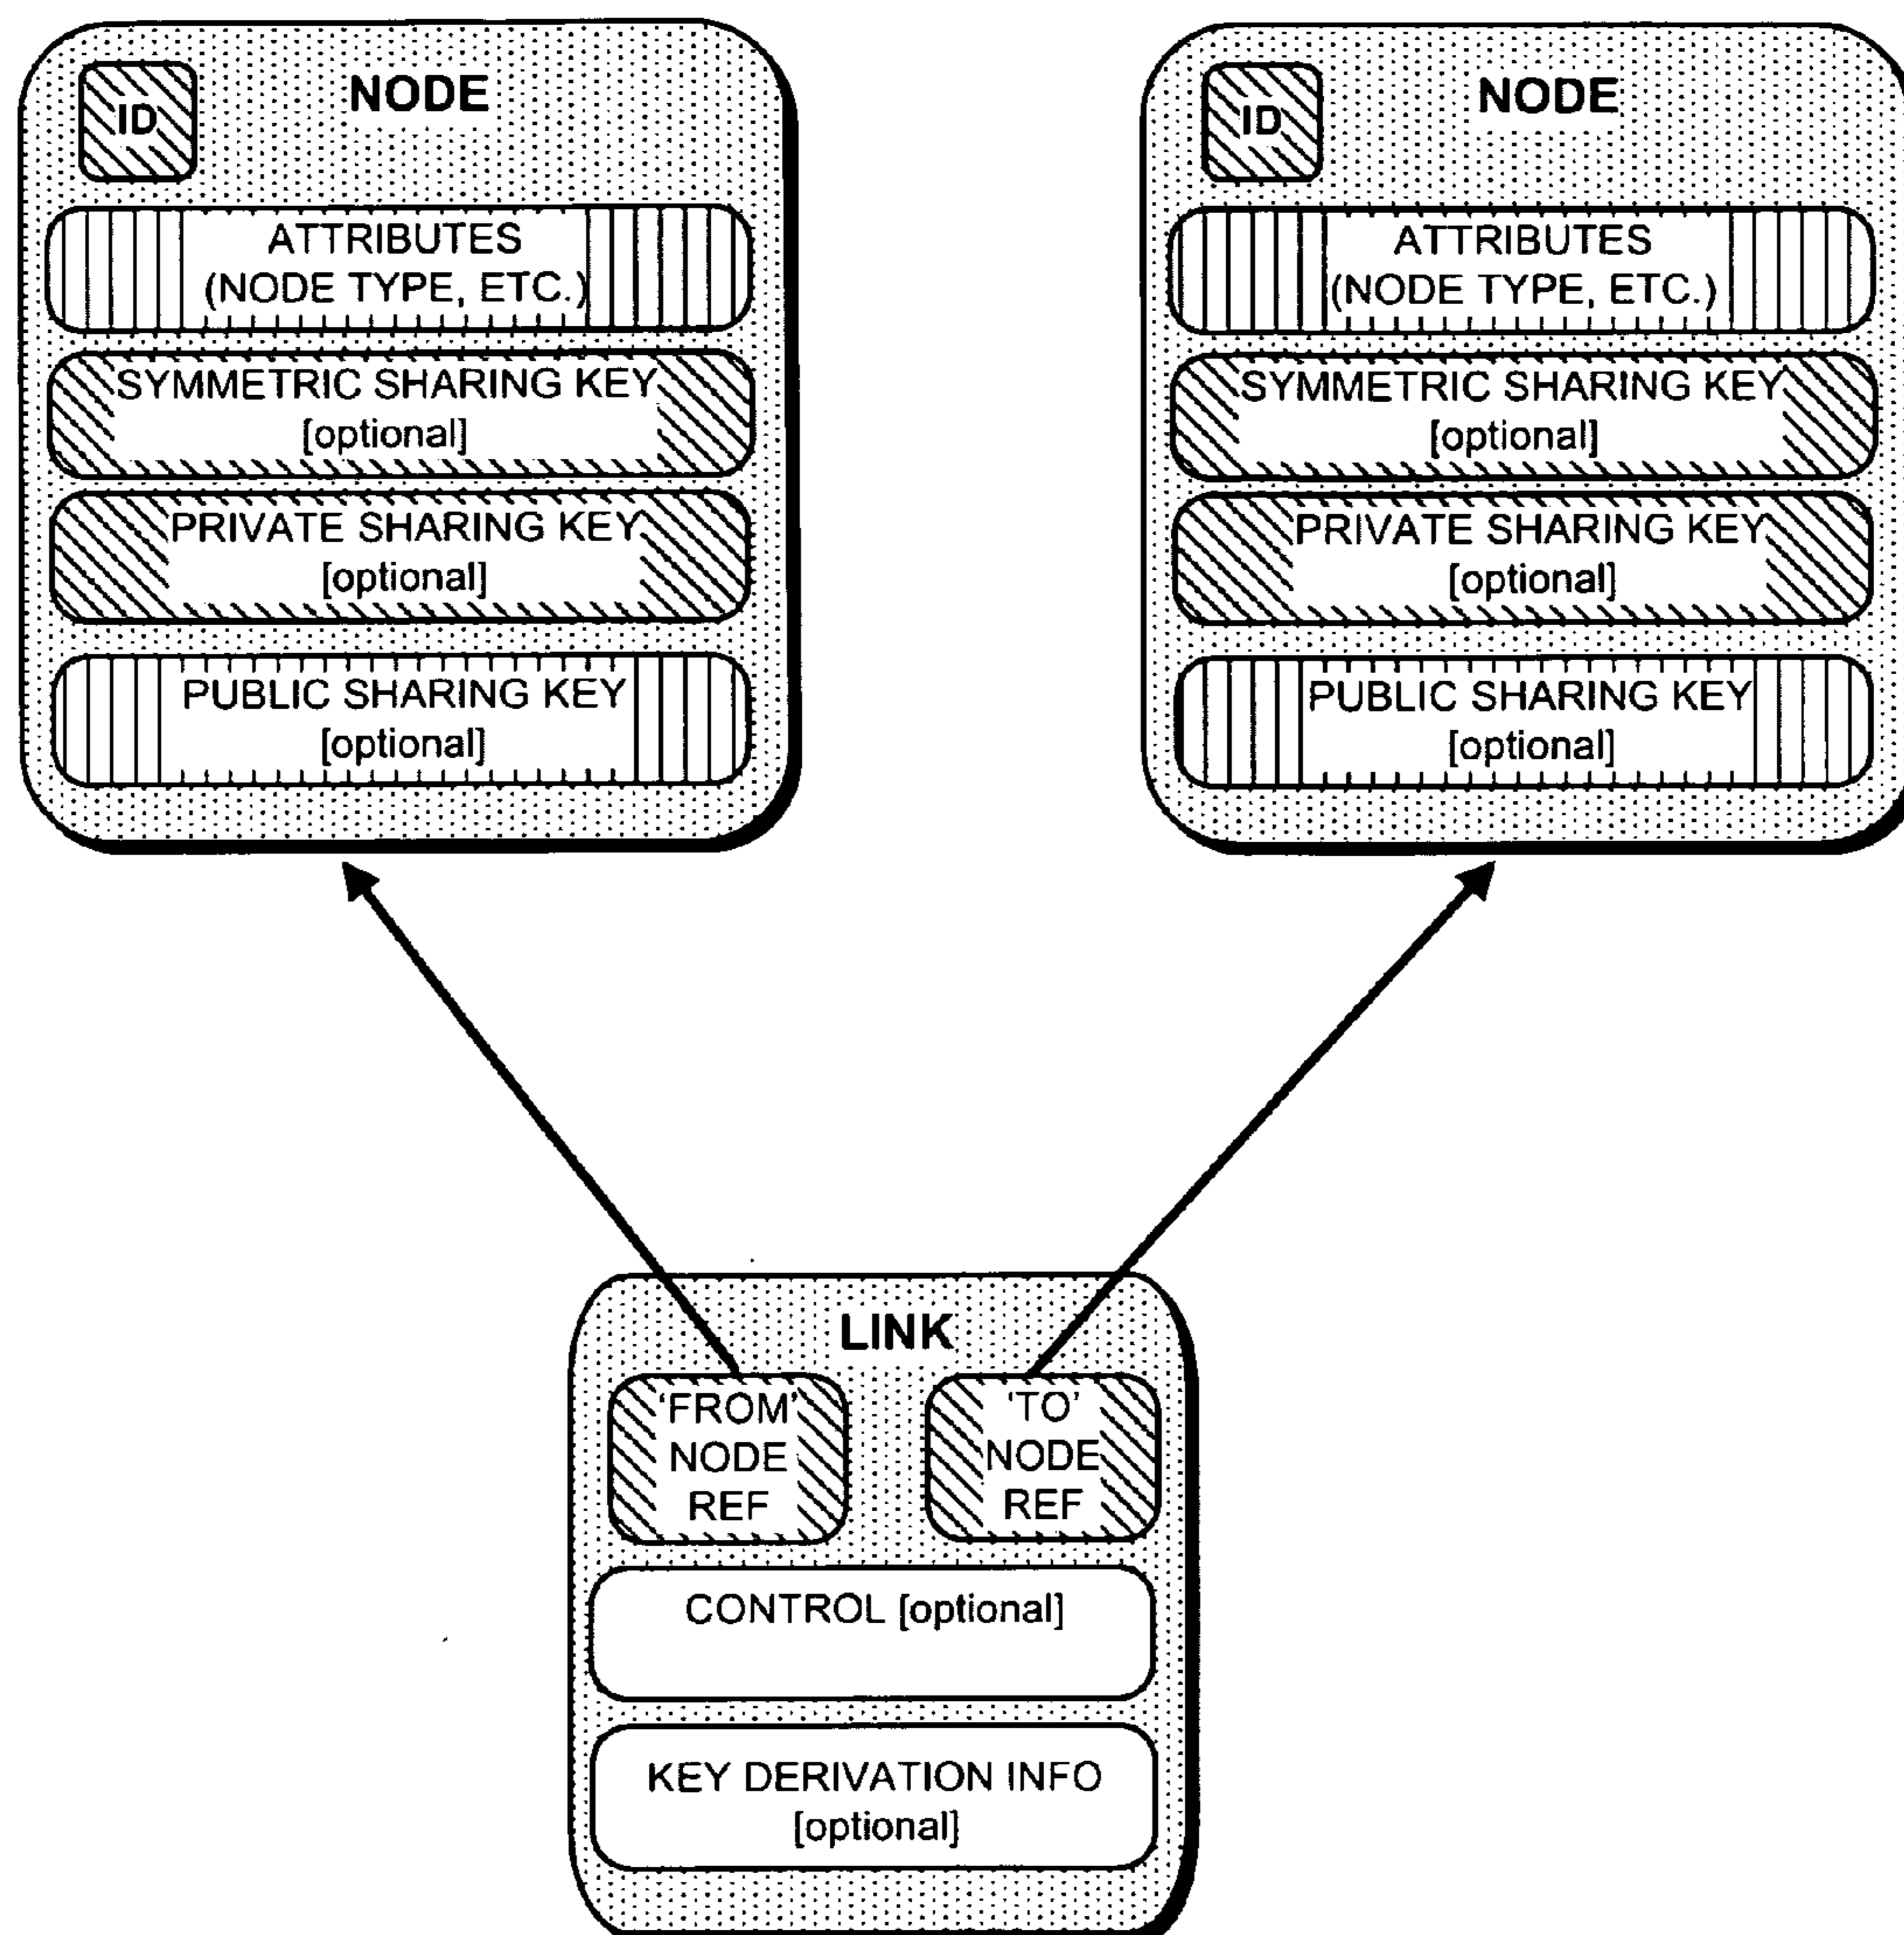 NODE
ID
ATTRIBUTES
(NODE TYPE, ETC.)
SYMMETRIC SHARING KEY
[optional]
PRIVATE SHARING KEY
[optional]
PUBLIC SHARING KEY
[optional]
NODE
ID
ATTRIBUTES
(NODE TYPE, ETC.)
SYMMETRIC SHARING KEY
[optional]
PRIVATE SHARING KEY
[optional]
PUBLIC SHARING KEY
[optional]
LINK
'FROM'
NODE
REF
'TO'
NODE
REF
CONTROL [optional]
KEY DERIVATION INFO
[optional]